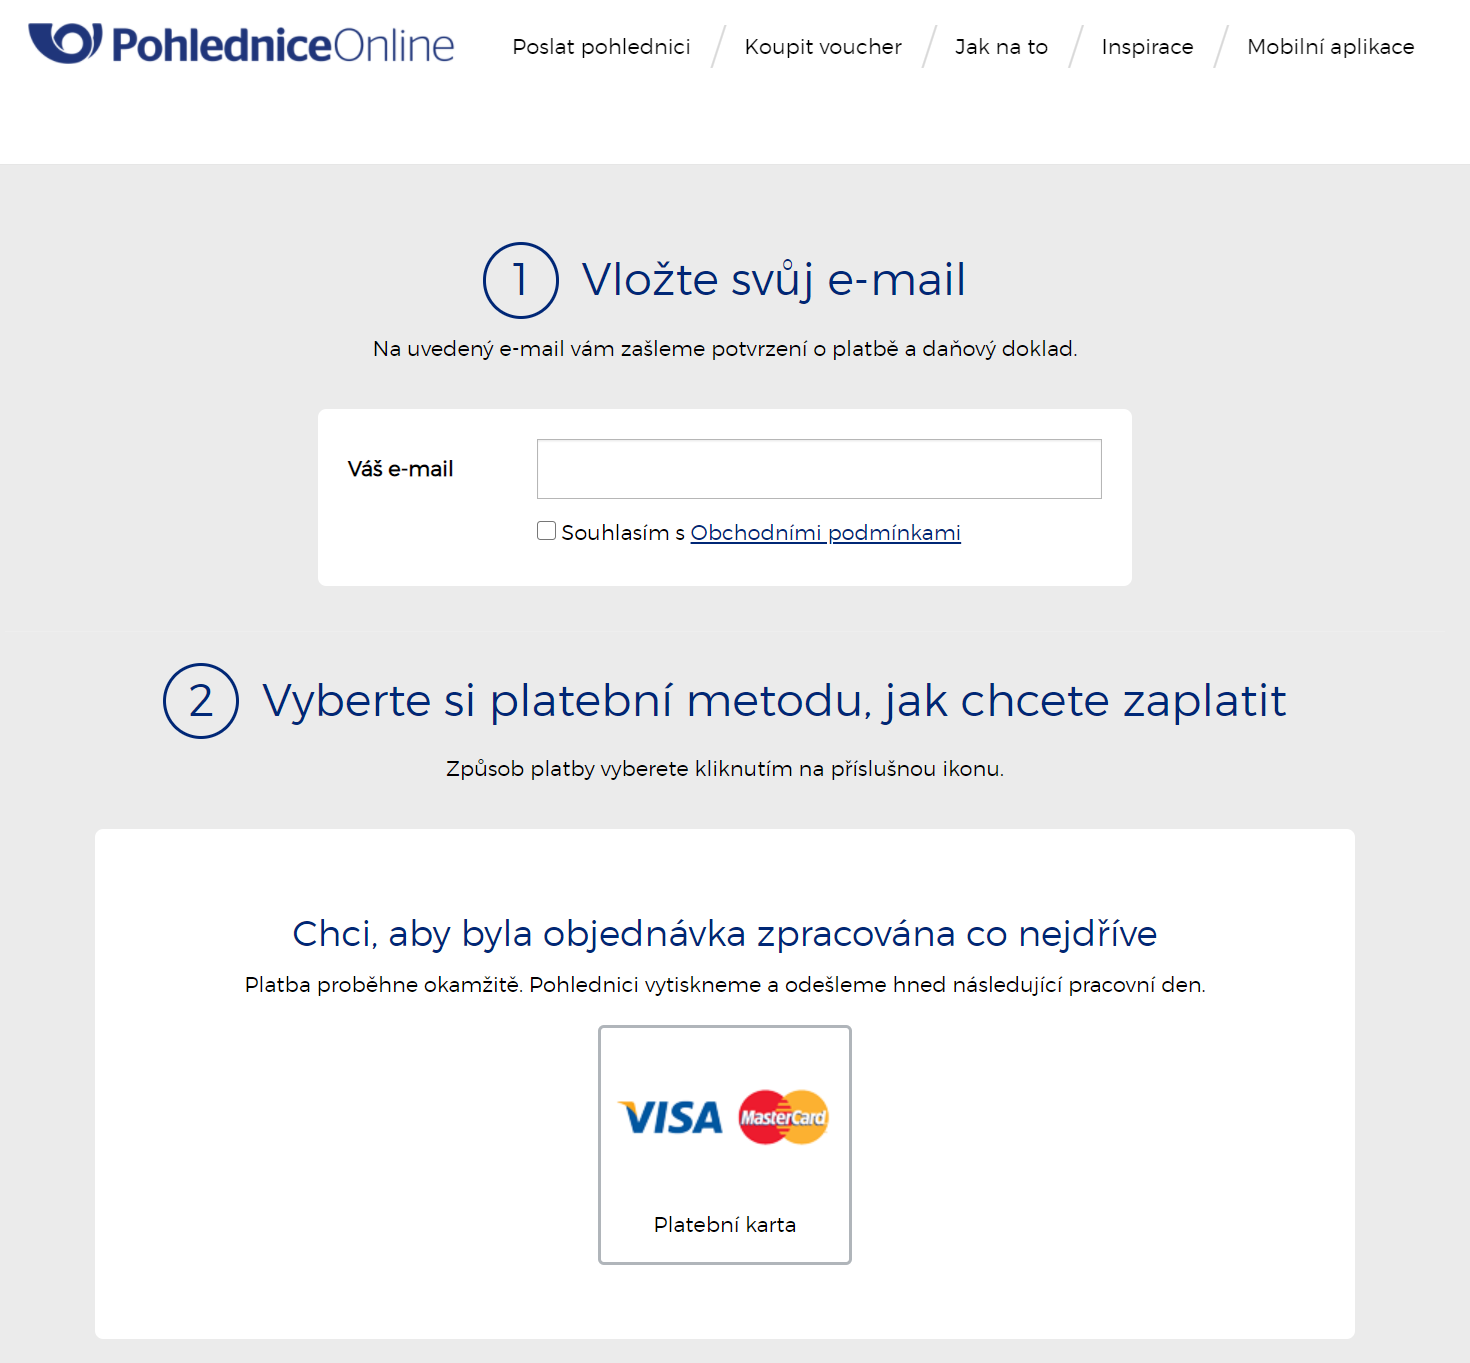 PohledniceOnline
Poslat pohlednici
Koupit voucher
Jak na to
Inspirace
Mobilní aplikace
1 Vložte svůj e-mail
Na uvedený e-mail vám zašleme potvrzení o platbě a daňový doklad.
Váš e-mail
Souhlasím s Obchodními podmínkami
2 Vyberte si platební metodu, jak chcete zaplatit
Způsob platby vyberete kliknutím na příslušnou ikonu.
Chci, aby byla objednávka zpracována co nejdříve
Platba proběhne okamžitě. Pohlednici vytiskneme a odešleme hned následující pracovní den.
VISA MasterCard
Platební karta